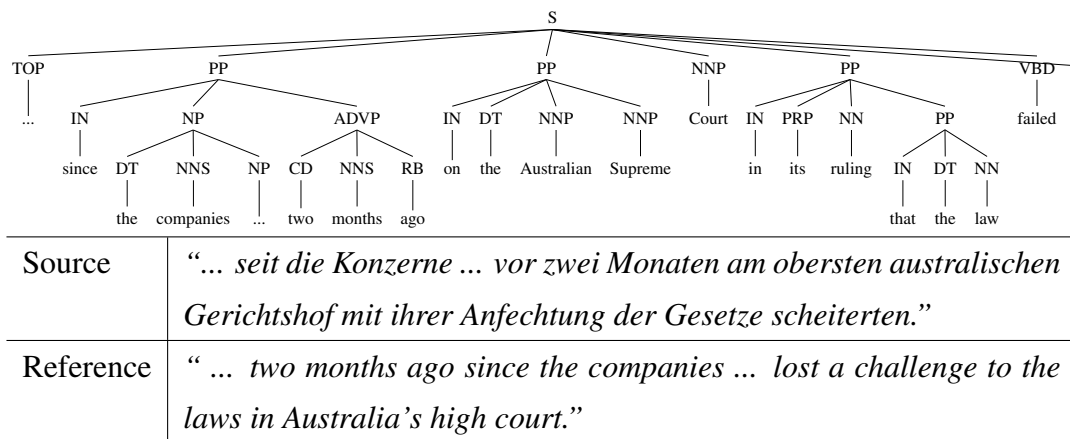 S
TOP PP PP NNP PP VBD
... IN NP ADVP IN DT NNP NNP Court IN PRP NN PP failed
since DT NNS NP CD NNS RB on the Australian Supreme in its ruling IN DT NN
the companies ... two months ago that the law
Source “... seit die Konzerne ... vor zwei Monaten am obersten australischen
Gerichtshof mit ihrer Anfechtung der Gesetze scheiterten.”
Reference “ ... two months ago since the companies ... lost a challenge to the
laws in Australia’s high court.”